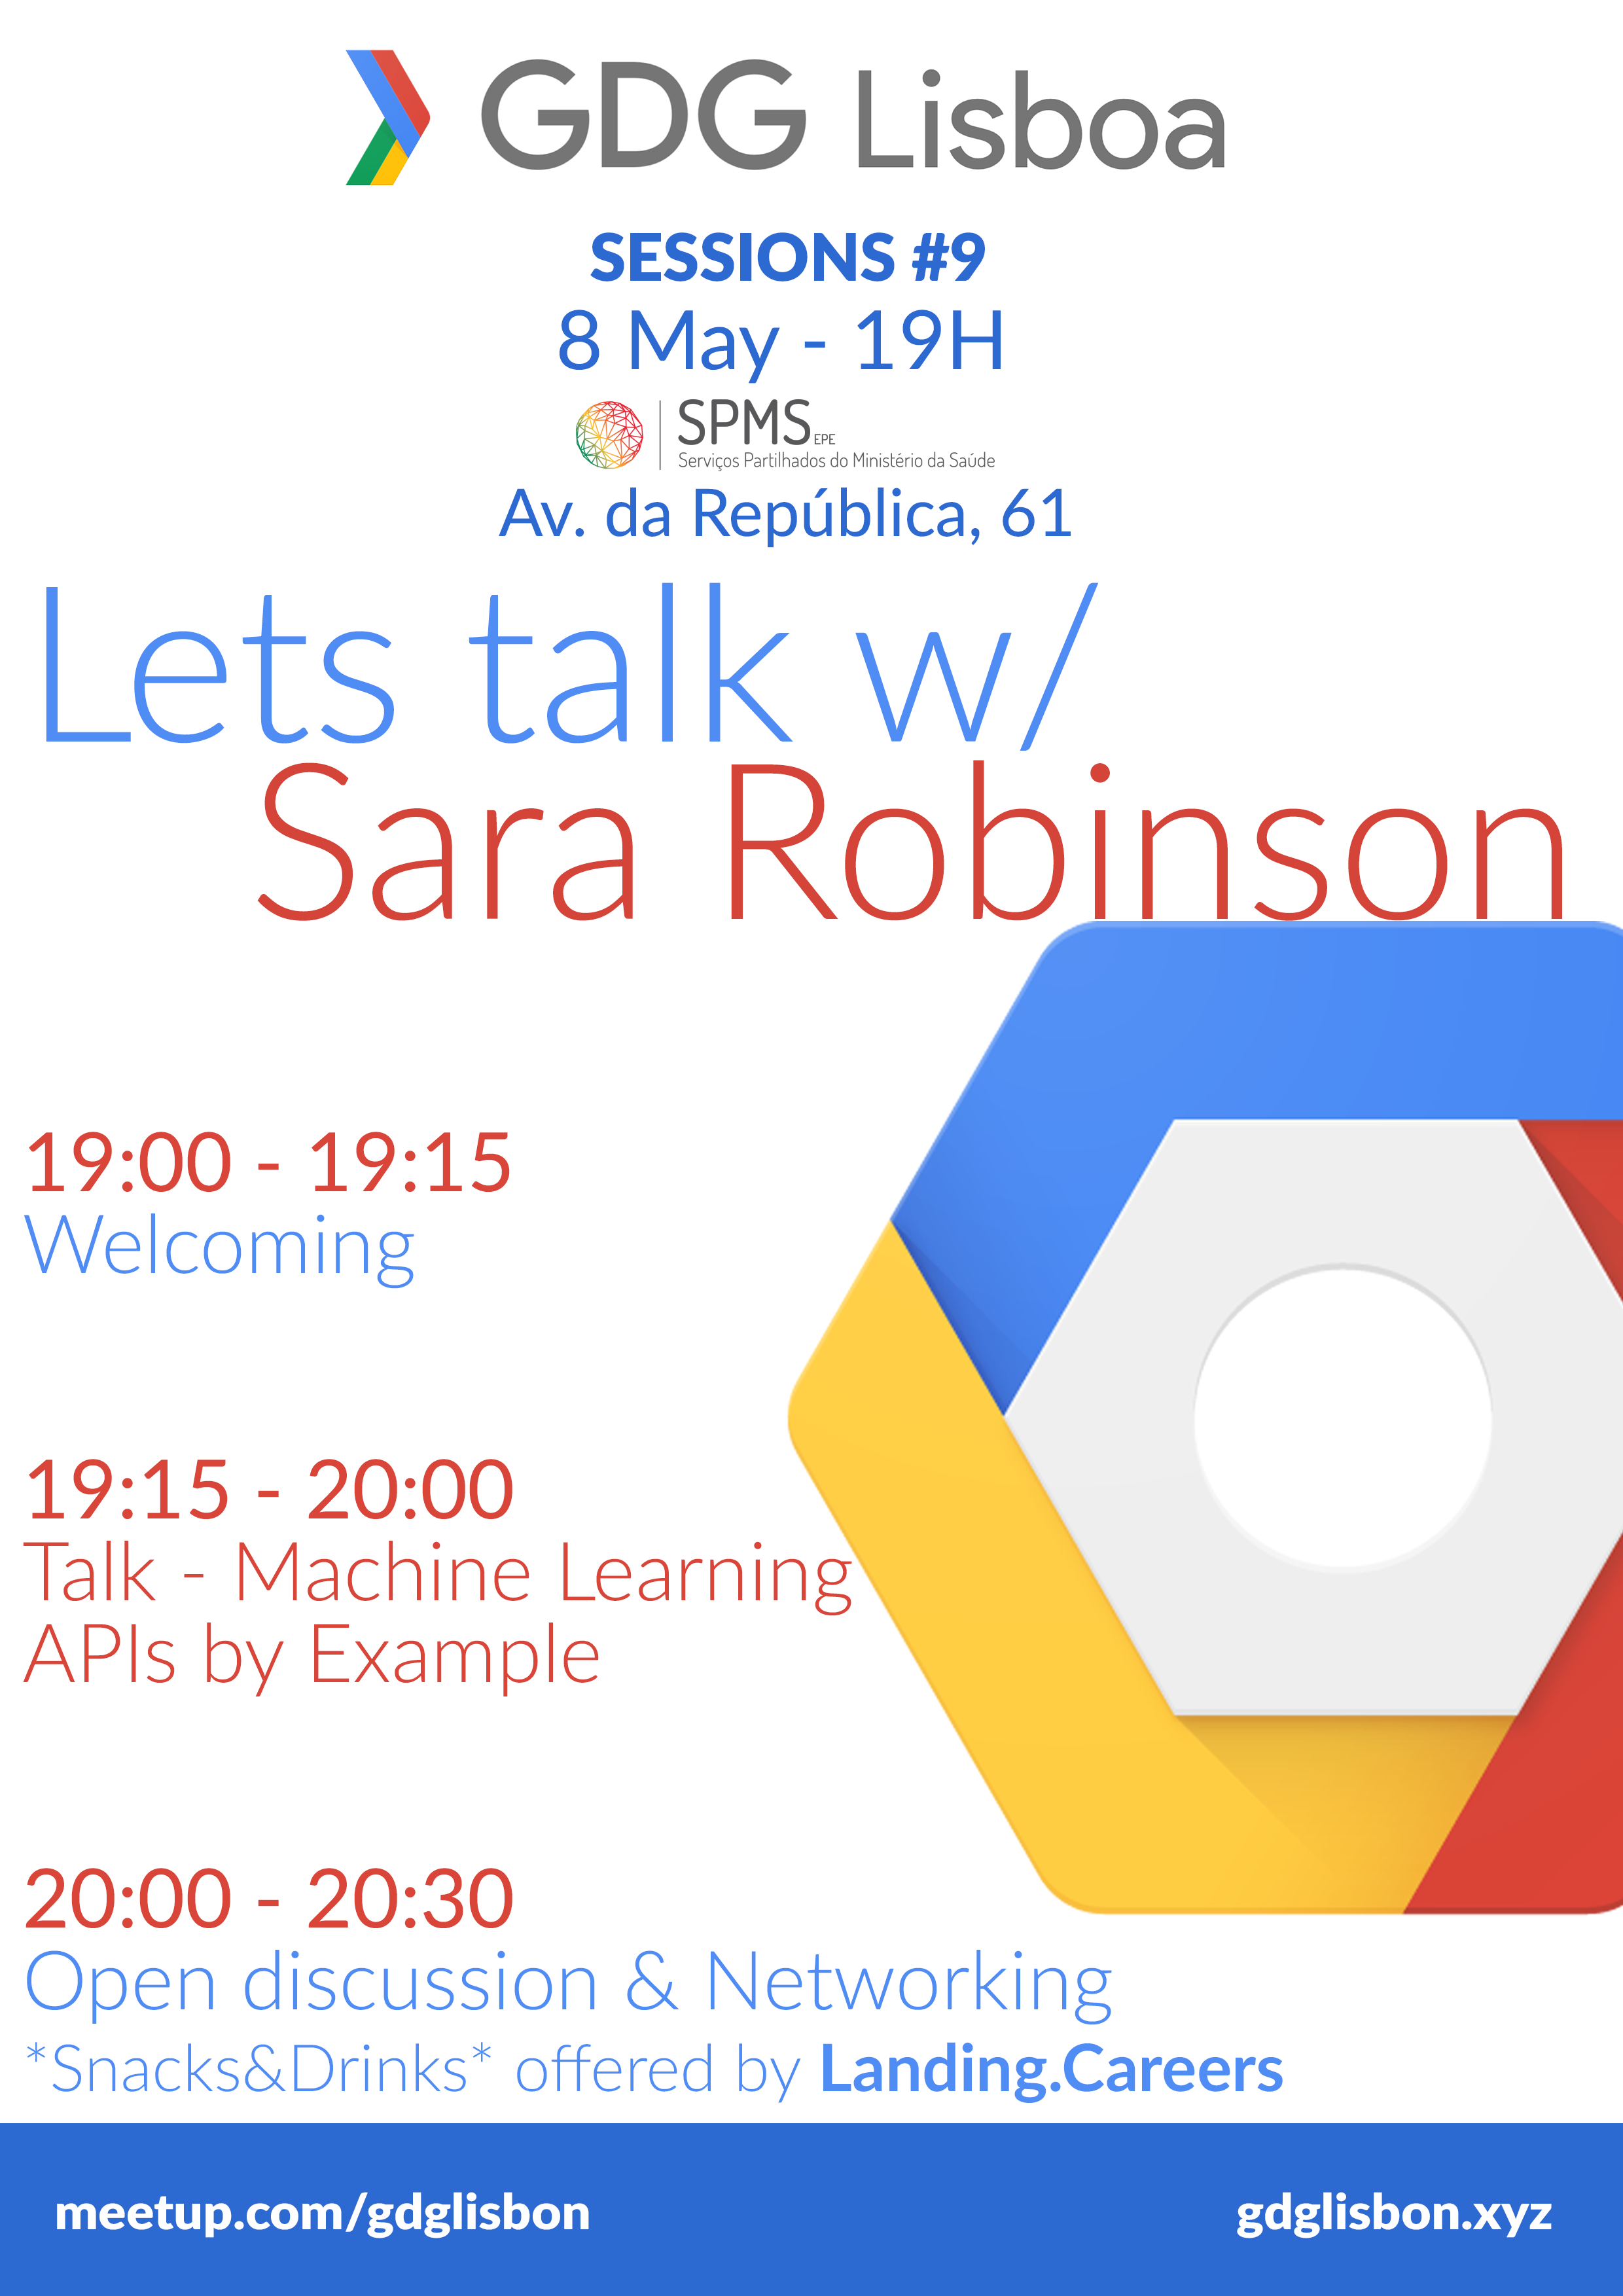 GDG Lisboa
SESSIONS #9
8 May - 19H
SPMS EPE
Serviços Partilhados do Ministério da Saúde
Av. da República, 61
Lets talk w/
Sara Robinson
19:00 - 19:15
Welcoming
19:15 - 20:00
Talk - Machine Learning
APIs by Example
20:00 - 20:30
Open discussion & Networking
*Snacks&Drinks* offered by Landing.Careers
meetup.com/gdglisbon
gdglisbon.xyz